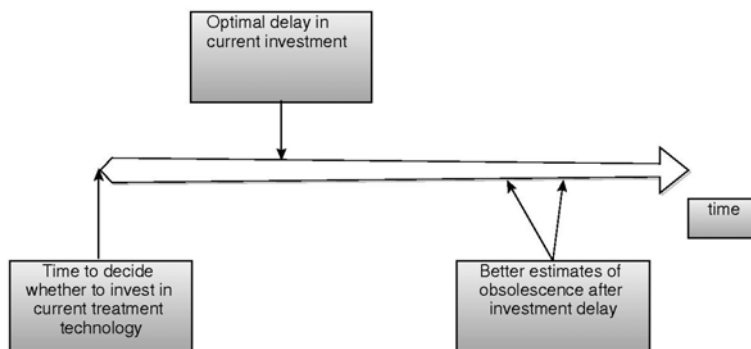 Optimal delay in
current investment
time
Time to decide
whether to invest in
current treatment
technology
Better estimates of
obsolescence after
investment delay